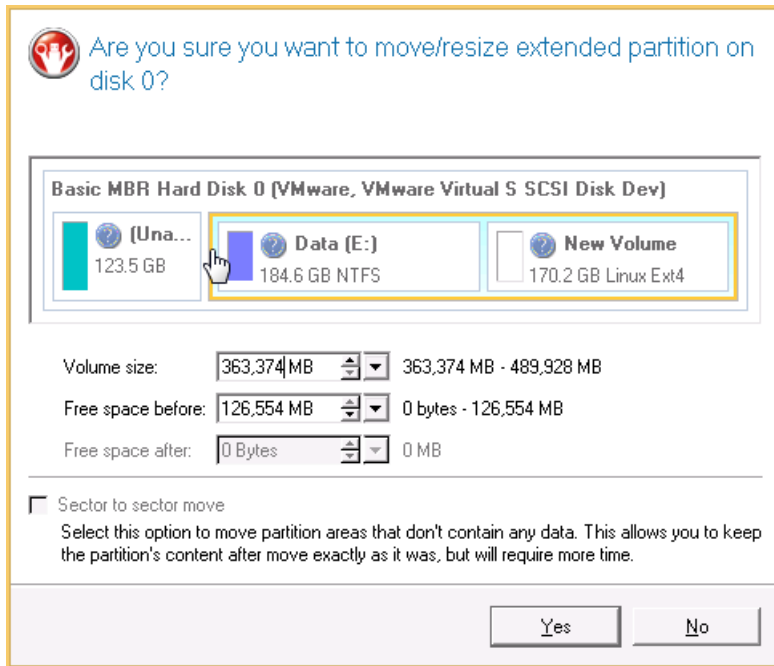 Are you sure you want to move/resize extended partition on
disk 0?
Basic MBR Hard Disk 0 (VMware, VMware Virtual S SCSI Disk Dev)
(Una...
123.5 GB
Data (E:)
184.6 GB NTFS
New Volume
170.2 GB Linux Ext4
Volume size: 363,374 MB 363,374 MB - 489,928 MB
Free space before: 126,554 MB 0 bytes - 126,554 MB
Free space after: 0 Bytes 0 MB
Sector to sector move
Select this option to move partition areas that don't contain any data. This allows you to keep
the partition's content after move exactly as it was, but will require more time.
Yes No